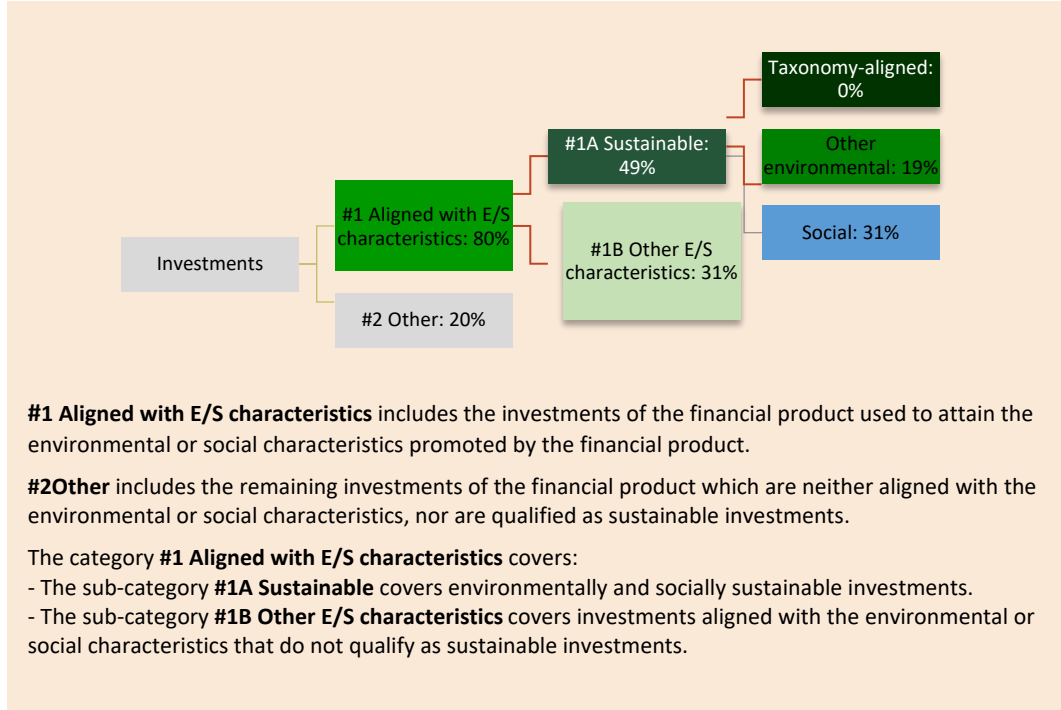 Taxonomy-aligned:
0%
#1A Sustainable:
49%
Other
environmental: 19%
#1 Aligned with E/S
characteristics: 80%
Social: 31%
#1B Other E/S
characteristics: 31%
Investments
#2 Other: 20%
#1 Aligned with E/S characteristics includes the investments of the financial product used to attain the
environmental or social characteristics promoted by the financial product.
#2Other includes the remaining investments of the financial product which are neither aligned with the
environmental or social characteristics, nor are qualified as sustainable investments.
The category #1 Aligned with E/S characteristics covers:
- The sub-category #1A Sustainable covers environmentally and socially sustainable investments.
- The sub-category #1B Other E/S characteristics covers investments aligned with the environmental or
social characteristics that do not qualify as sustainable investments.